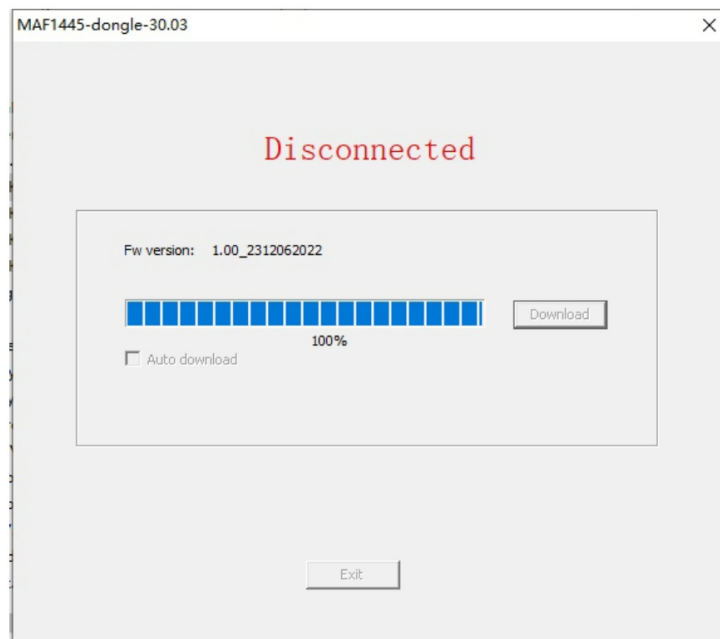 MAF1445-dongle-30.03
Disconnected
Fw version: 1.00_2312062022
Download
100%
Auto download
Exit